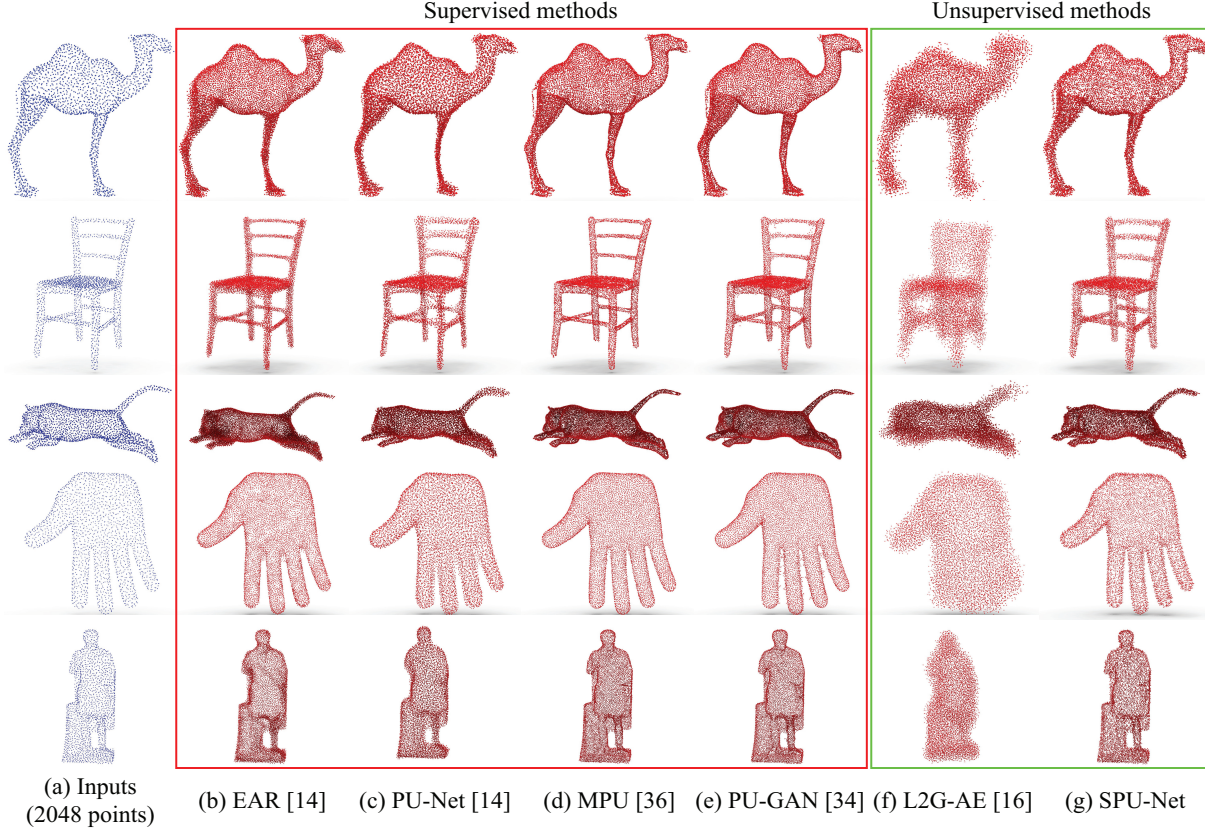 Supervised methods
Unsupervised methods
(a) Inputs
(2048 points)
(b) EAR [14]
(c) PU-Net [14]
(d) MPU [36]
(e) PU-GAN [34]
(f) L2G-AE [16]
(g) SPU-Net